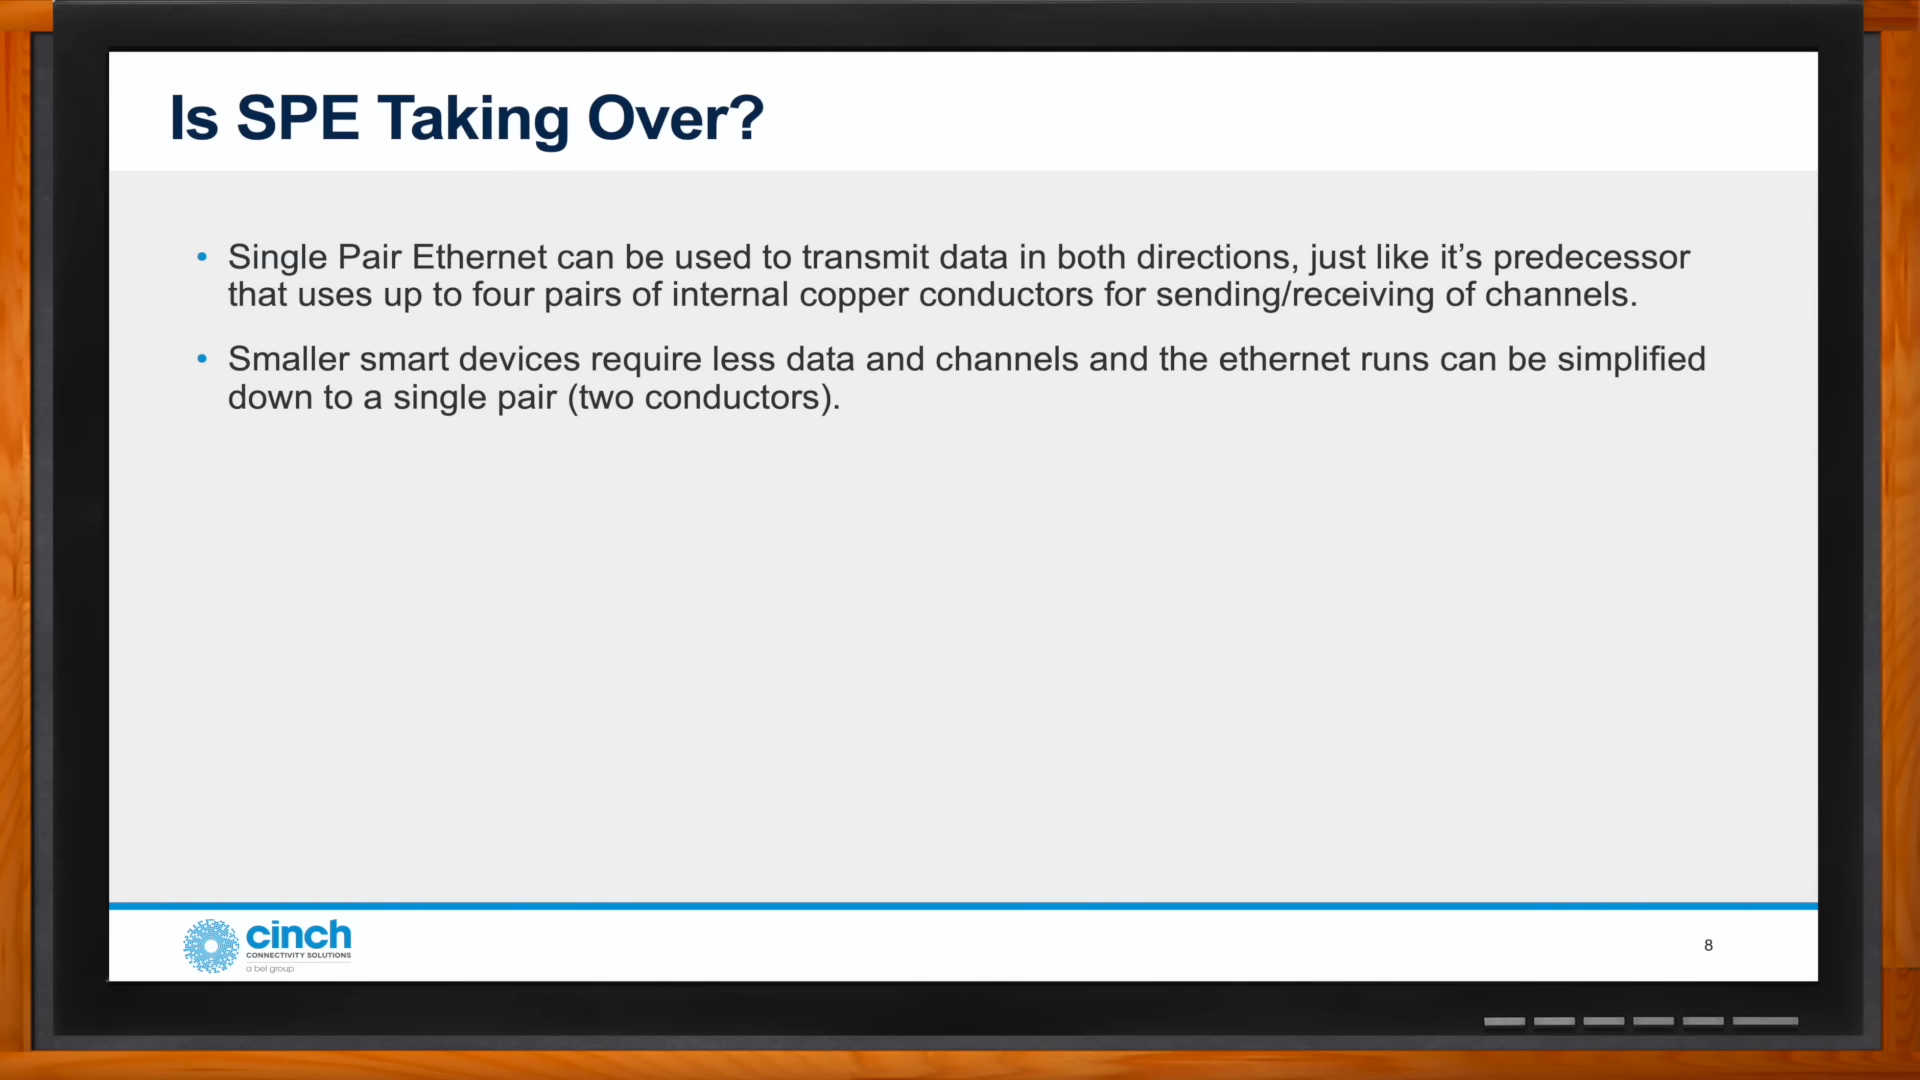 Is SPE Taking Over?
• Single Pair Ethernet can be used to transmit data in both directions, just like it’s predecessor
that uses up to four pairs of internal copper conductors for sending/receiving of channels.
• Smaller smart devices require less data and channels and the ethernet runs can be simplified
down to a single pair (two conductors).
cinch
CONNECTIVITY SOLUTIONS
a bel group
8